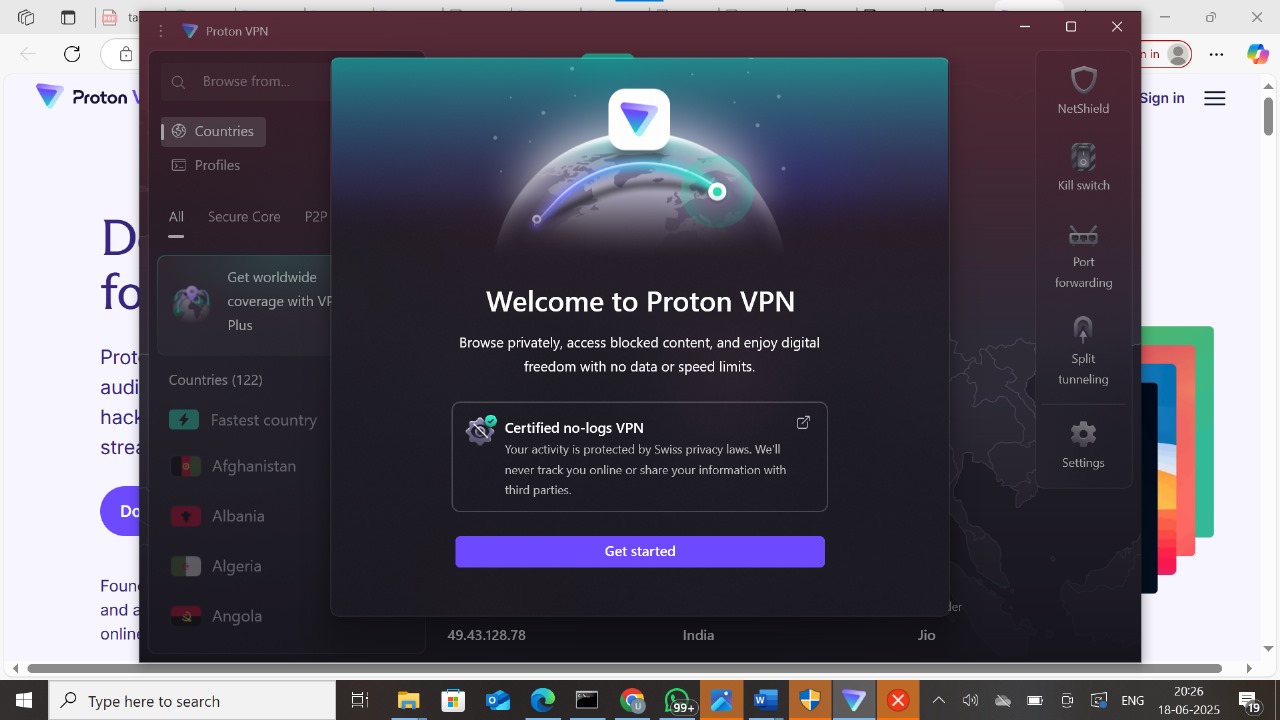 ta
Proton VPN
in
Proton V
Sign in
Browse from...
Countries
Profiles
All
Secure Core
P2P
Get worldwide
coverage with VP
Plus
Countries (122)
Fastest country
Afghanistan
Albania
Algeria
Angola
Welcome to Proton VPN
Browse privately, access blocked content, and enjoy digital
freedom with no data or speed limits.
Certified no-logs VPN
Your activity is protected by Swiss privacy laws. We'll
never track you online or share your information with
third parties.
Get started
NetShield
Kill switch
Port
forwarding
Split
tunneling
Settings
fo
Prot
audi
hack
strea
Do
Foun
and a
online
der
49.43.128.78
India
Jio
Type here to search
99+
ENG
20:26
18-06-2025
19